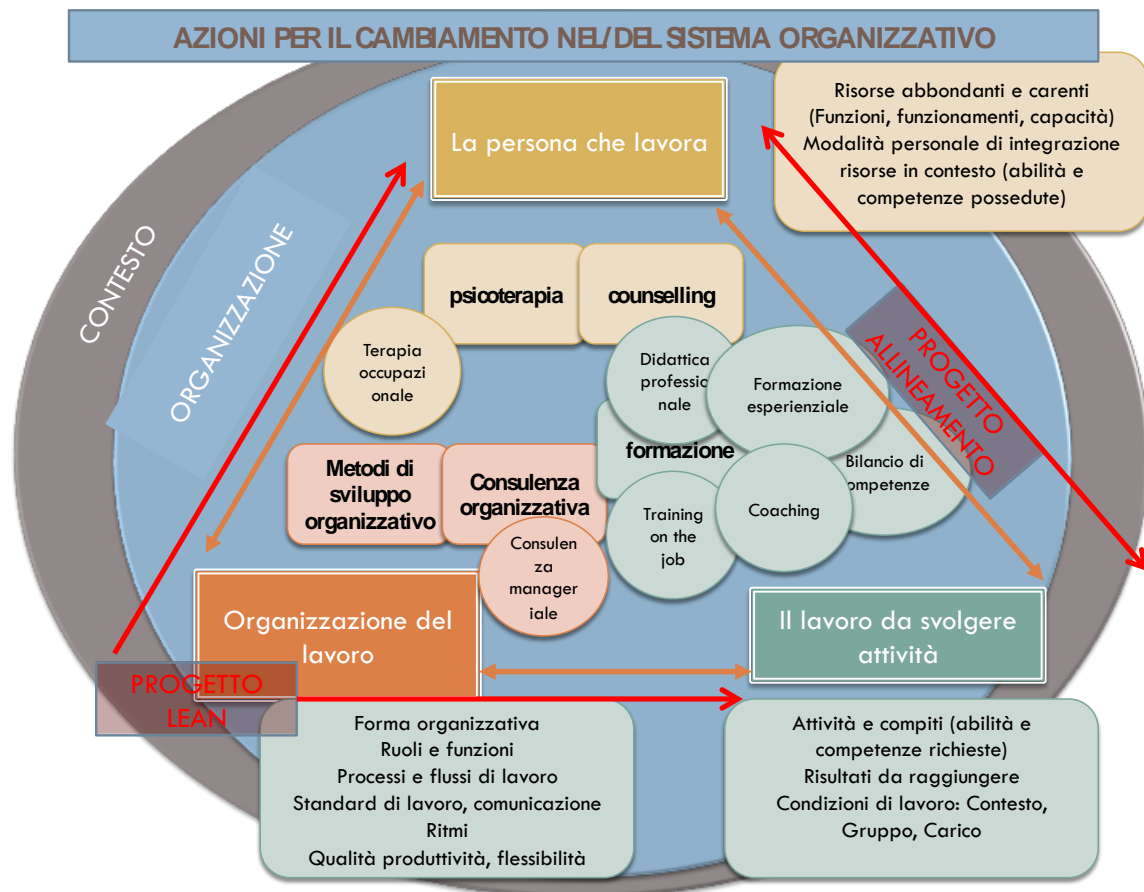 AZIONI PER IL CAMBIAMENTO NEL/DEL SISTEMA ORGANIZZATIVO
La persona che lavora
Risorse abbondanti e carenti
(Funzioni, funzionamenti, capacità)
Modalità personale di integrazione
risorse in contesto (abilità e
competenze possedute)
CONTESTO
ORGANIZZAZIONE
psicoterapia
counselling
Terapia
occupazi
onale
Didattica
professio
nale
Formazione
esperienziale
PROGETTO
ALLINEAMENTO
Metodi di
sviluppo
organizzativo
Consulenza
organizzativa
formazione
Bilancio di
competenze
Training
on the
job
Coaching
Consulen
za
manager
iale
Organizzazione del
lavoro
Il lavoro da svolgere
attività
PROGETTO
LEAN
Forma organizzativa
Ruoli e funzioni
Processi e flussi di lavoro
Standard di lavoro, comunicazione
Ritmi
Qualità produttività, flessibilità
Attività e compiti (abilità e
competenze richieste)
Risultati da raggiungere
Condizioni di lavoro: Contesto,
Gruppo, Carico